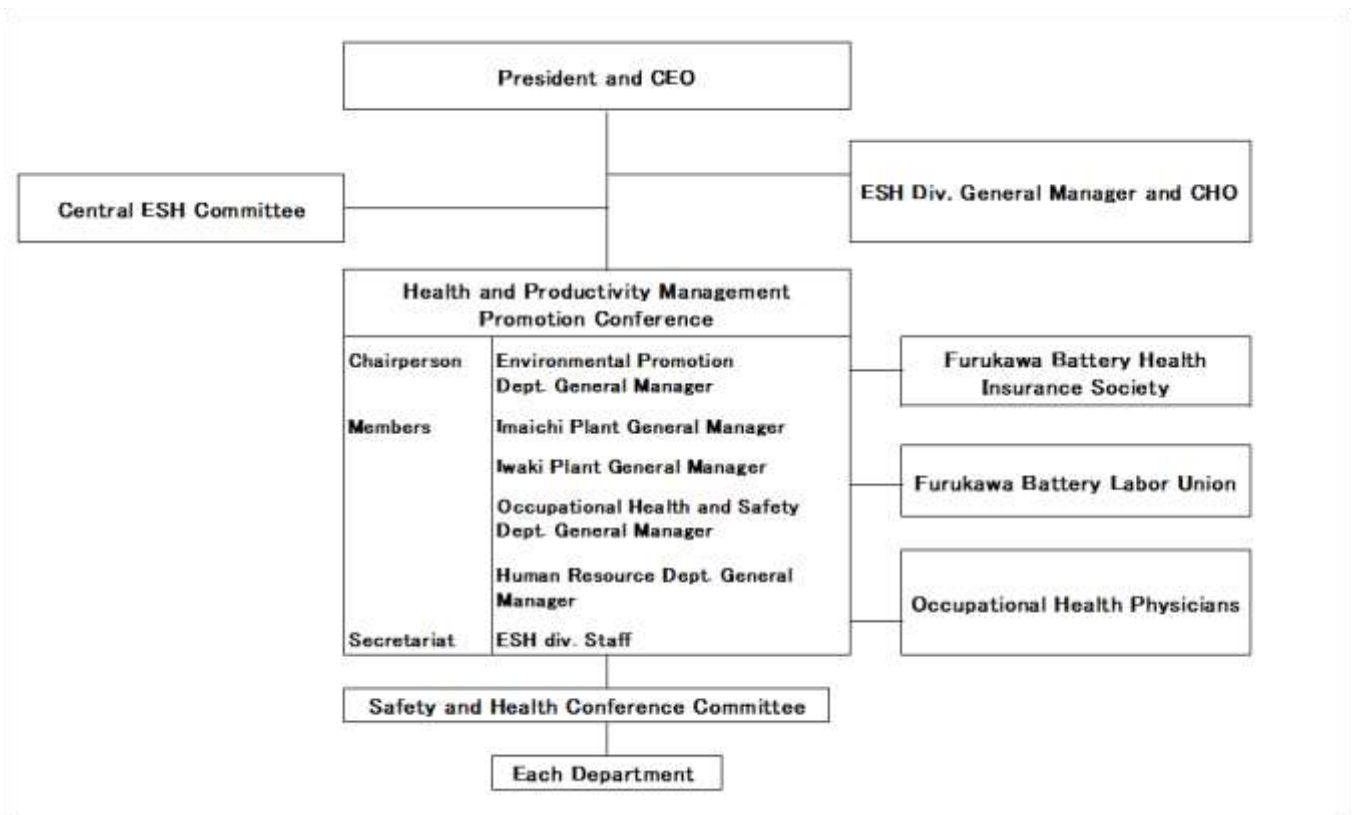 President and CEO
ESH Div. General Manager and CHO
Central ESH Committee
Health and Productivity Management
Promotion Conference
Chairperson
Environmental Promotion
Dept. General Manager
Members
Imaichi Plant General Manager
Iwaki Plant General Manager
Occupational Health and Safety
Dept. General Manager
Human Resource Dept. General
Manager
Secretariat
ESH div. Staff
Furukawa Battery Health
Insurance Society
Furukawa Battery Labor Union
Occupational Health Physicians
Safety and Health Conference Committee
Each Department